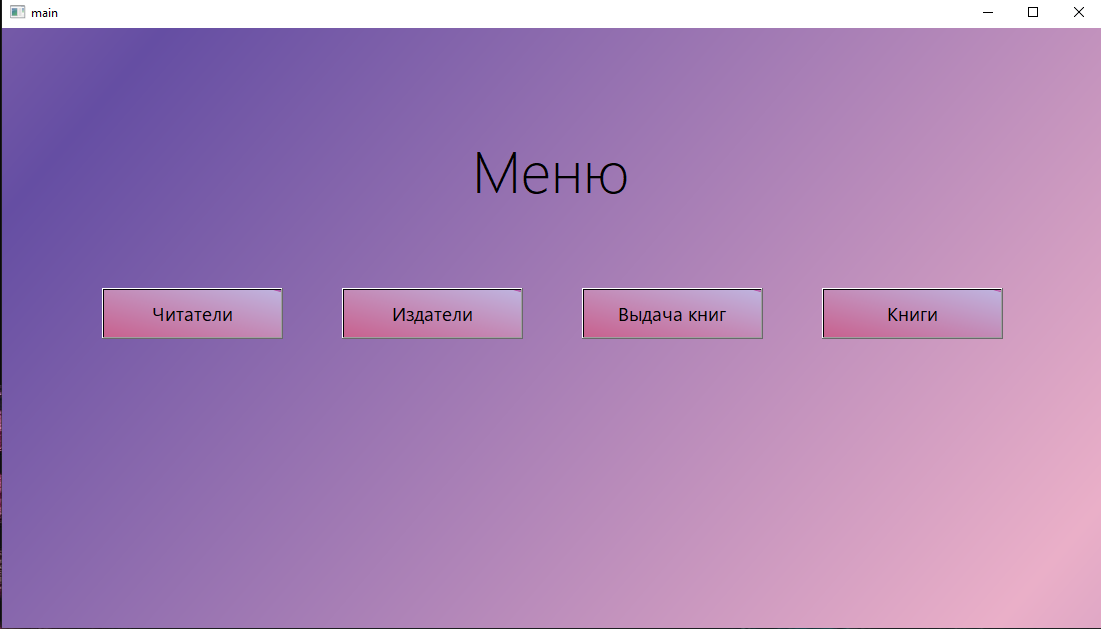 main
Меню
Читатели
Издатели
Выдача книг
Книги